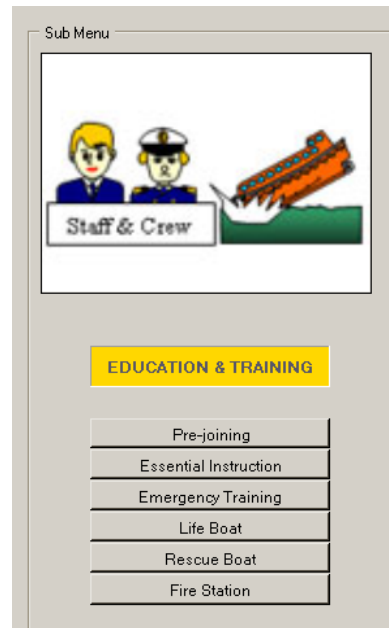 Sub Menu
Staff & Crew
EDUCATION & TRAINING
Pre-joining
Essential Instruction
Emergency Training
Life Boat
Rescue Boat
Fire Station